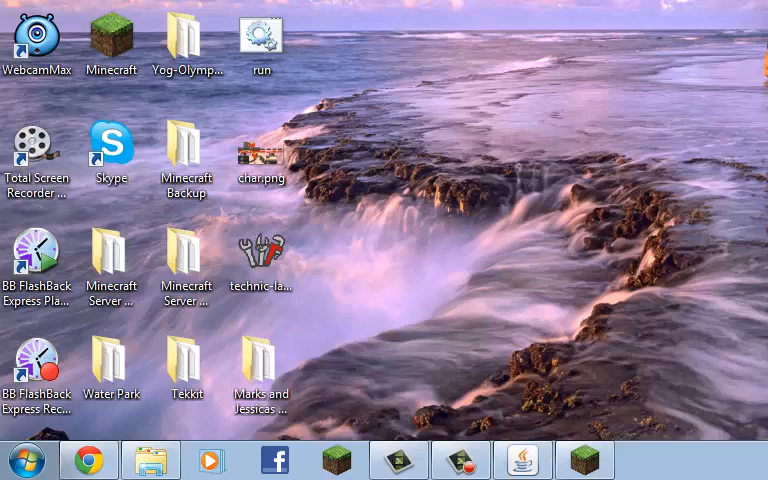 WebcamMax
Minecraft
Yog-Olymp...
run
Total Screen
Recorder ...
Skype
Minecraft
Backup
char.png
BB FlashBack
Express Pla...
Minecraft
Server ...
Minecraft
Server ...
technic-la...
BB FlashBack
Express Rec...
Water Park
Tekkit
Marks and
Jessicas ...